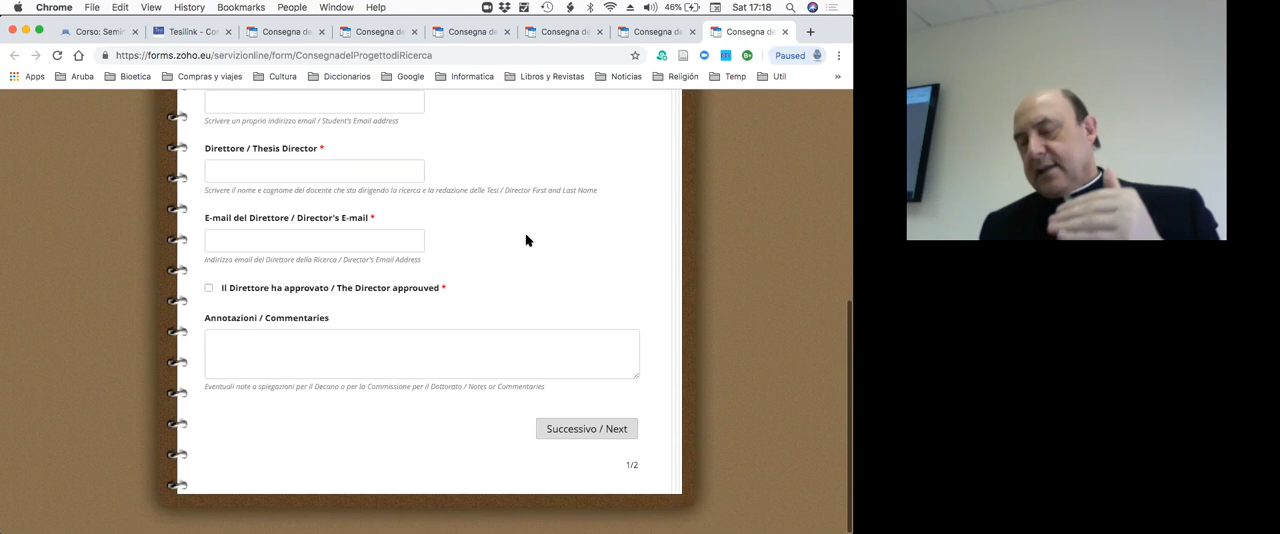 Chrome File Edit View History Bookmarks People Window Help 46% Sat 17:18
Corso: Semi Tesilink - Co Consegna de Consegna de Consegna de Consegna de Consegna de Consegna de
https://forms.zoho.eu/servizionline/form/ConsegnadelProgettodiRicerca Paused
Apps Aruba Bioetica Compras y viajes Cultura Diccionarios Google Informatica Libros y Revistas Noticias Religión Temp Util »
Scrivere un proprio indirizzo email / Student's Email address
Direttore / Thesis Director *
Scrivere il nome e cognome del docente che sta dirigendo la ricerca e la redazione delle Tesi / Director First and Last Name
E-mail del Direttore / Director's E-mail *
Indirizzo email del Direttore della Ricerca / Director's Email Address
Il Direttore ha approvato / The Director approuved *
Annotazioni / Commentaries
Eventuali note o spiegazioni per il Decano o per la Commissione per il Dottorato / Notes or Commentaries
Successivo / Next
1/2